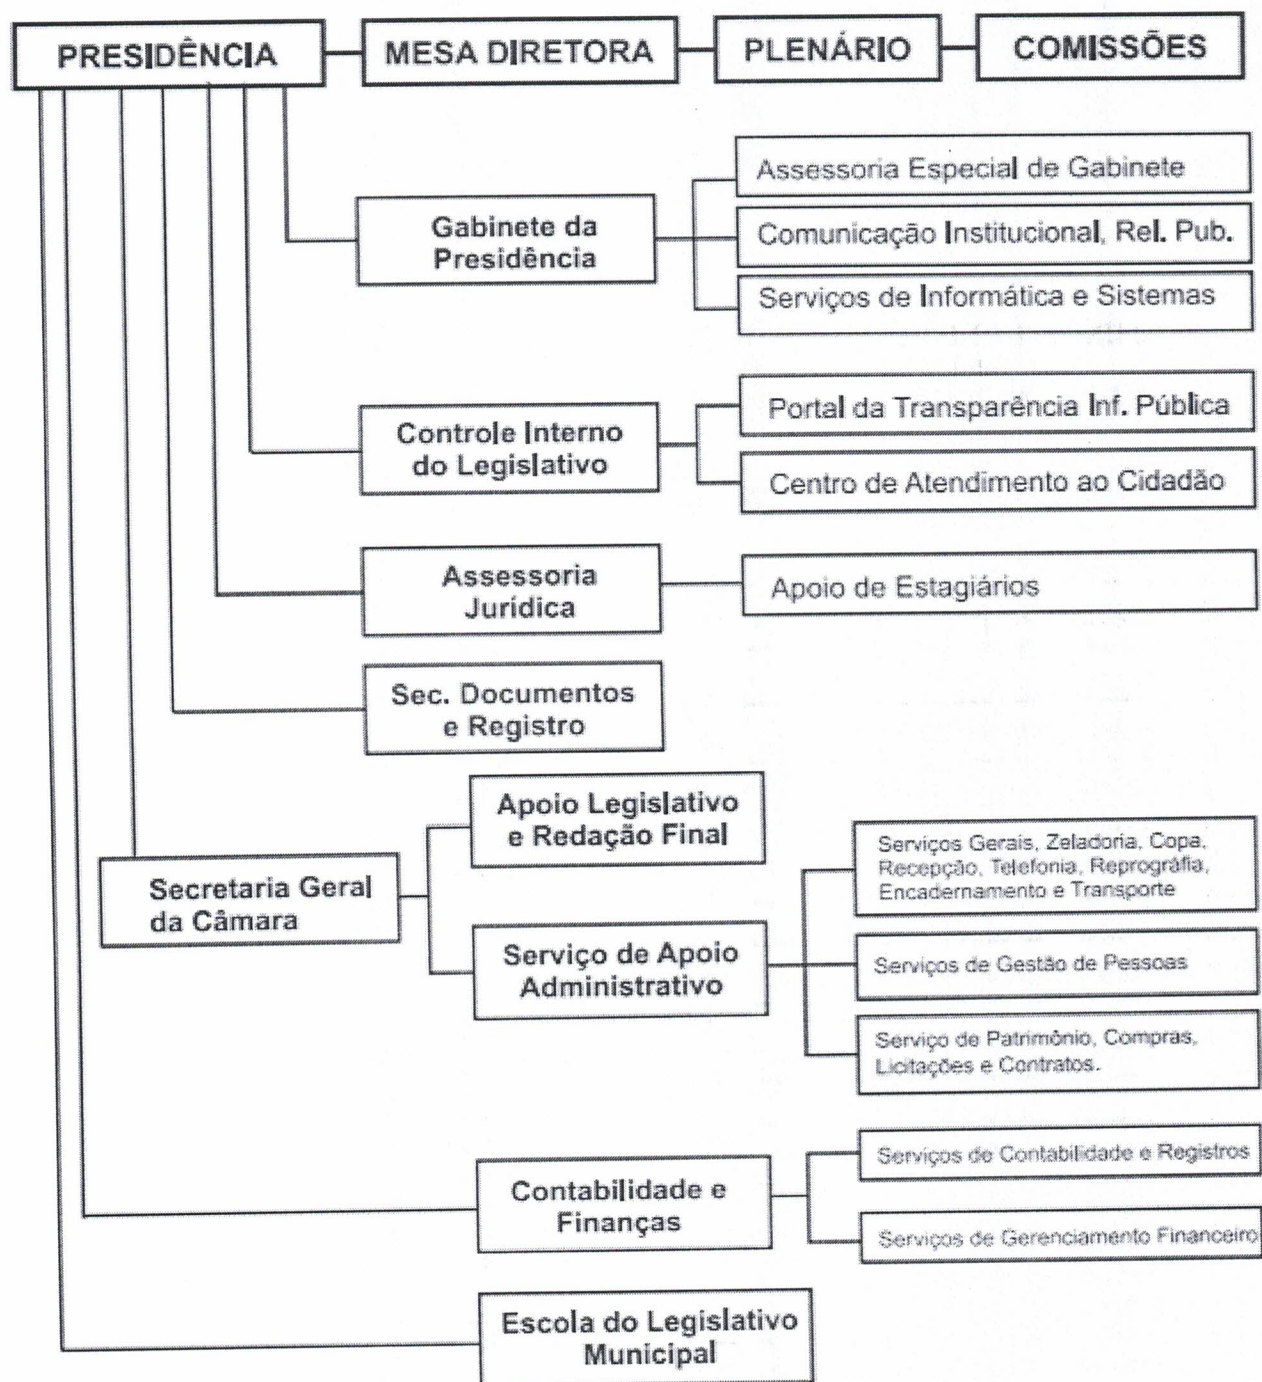 PRESIDÊNCIA
MESA DIRETORA
PLENÁRIO
COMISSÕES
Gabinete da
Presidência
Assessoria Especial de Gabinete
Comunicação Institucional, Rel. Pub.
Serviços de Informática e Sistemas
Controle Interno
do Legislativo
Portal da Transparência Inf. Pública
Centro de Atendimento ao Cidadão
Assessoria
Jurídica
Apoio de Estagiários
Sec. Documentos
e Registro
Secretaria Geral
da Câmara
Apoio Legislativo
e Redação Final
Serviço de Apoio
Administrativo
Serviços Gerais, Zeladoria, Copa,
Recepção, Telefonia, Reprográfia,
Encadernamento e Transporte
Serviços de Gestão de Pessoas
Serviço de Patrimônio, Compras,
Licitações e Contratos.
Contabilidade e
Finanças
Serviços de Contabilidade e Registros
Serviços de Gerenciamento Financeiro
Escola do Legislativo
Municipal